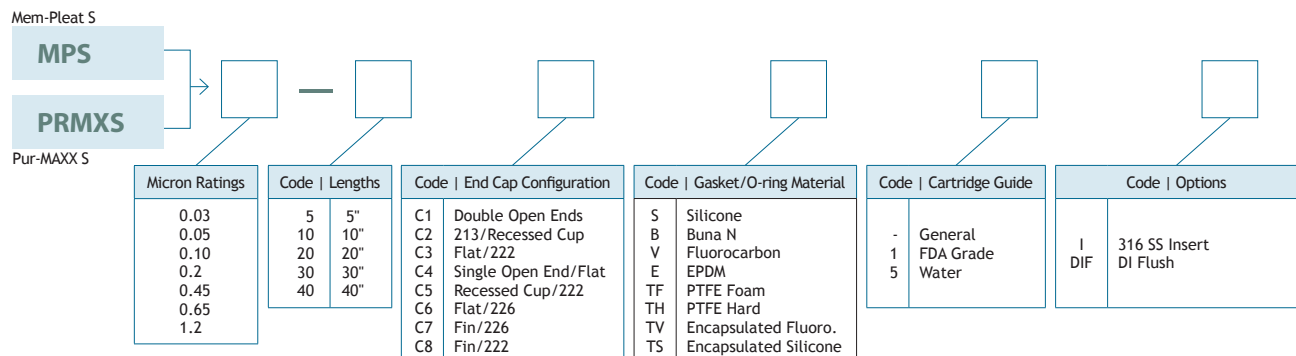 Mem-Pleat S
MPS
PRMXS
Pur-MAXX S
—
Micron Ratings
0.03
0.05
0.10
0.2
0.45
0.65
1.2
Code | Lengths
5 5"
10 10"
20 20"
30 30"
40 40"
Code | End Cap Configuration
C1 Double Open Ends
C2 213/Recessed Cup
C3 Flat/222
C4 Single Open End/Flat
C5 Recessed Cup/222
C6 Flat/226
C7 Fin/226
C8 Fin/222
Code | Gasket/O-ring Material
S Silicone
B Buna N
V Fluorocarbon
E EPDM
TF PTFE Foam
TH PTFE Hard
TV Encapsulated Fluoro.
TS Encapsulated Silicone
Code | Cartridge Guide
- General
1 FDA Grade
5 Water
Code | Options
I 316 SS Insert
DIF DI Flush